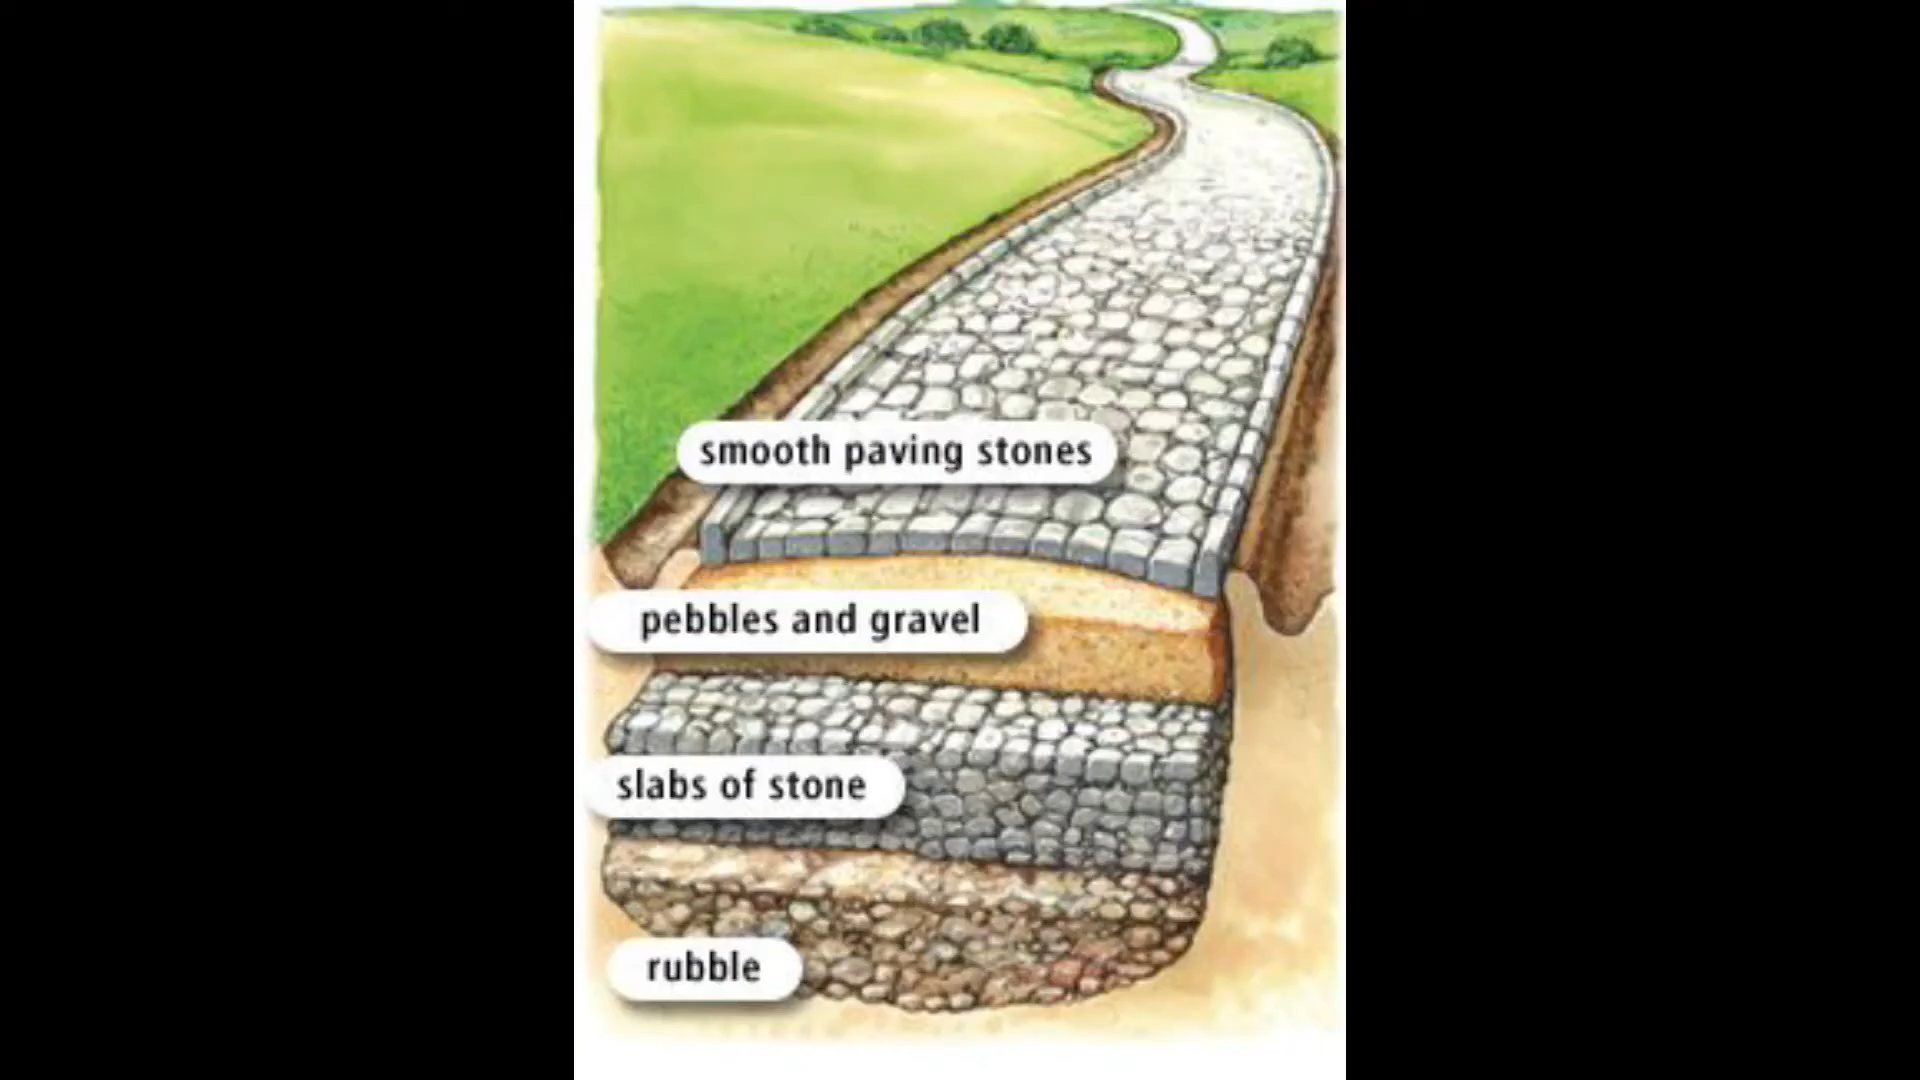 smooth paving stones
pebbles and gravel
slabs of stone
rubble